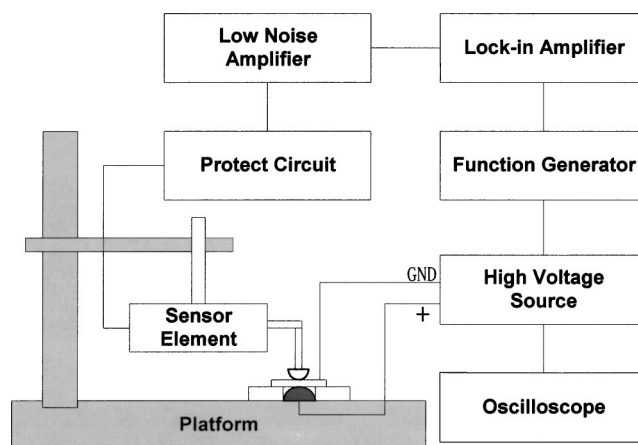 Low Noise
Amplifier
Lock-in Amplifier
Protect Circuit
Function Generator
GND
+
High Voltage
Source
Sensor
Element
Oscilloscope
Platform